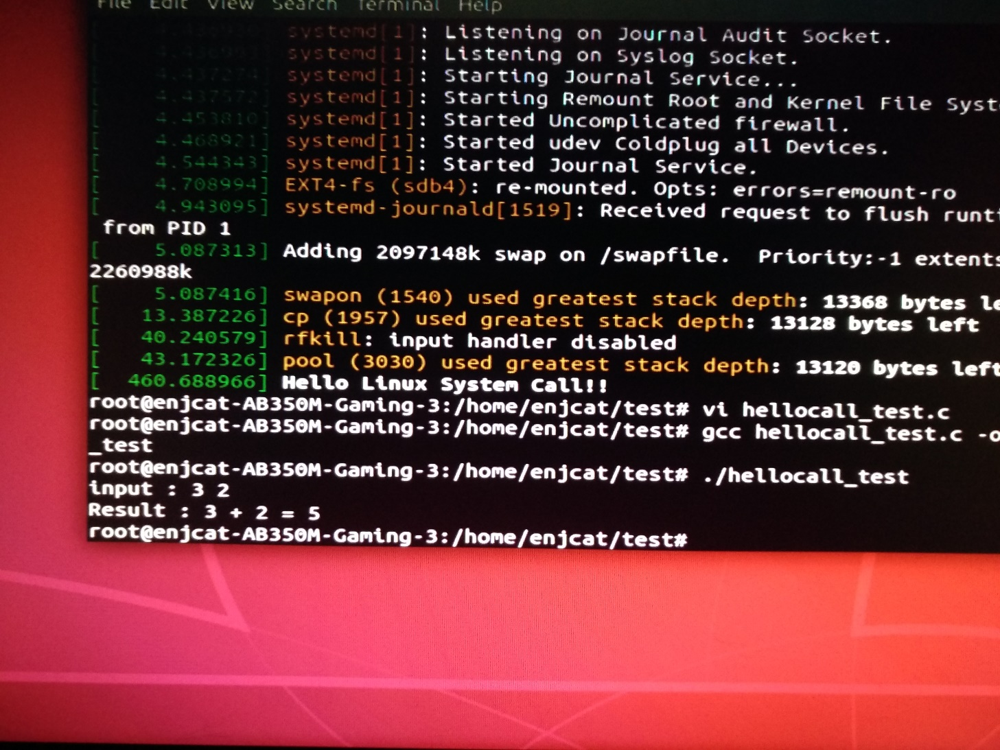 File Edit View Search Terminal Help
[ systemd[1]: Listening on Journal Audit Socket.
[ systemd[1]: Listening on Syslog Socket.
[ 4.437274] systemd[1]: Starting Journal Service...
[ 4.437572] systemd[1]: Starting Remount Root and Kernel File Syst
[ 4.453810] systemd[1]: Started Uncomplicated firewall.
[ 4.468921] systemd[1]: Started udev Coldplug all Devices.
[ 4.544343] systemd[1]: Started Journal Service.
[ 4.708994] EXT4-fs (sdb4): re-mounted. Opts: errors=remount-ro
[ 4.943095] systemd-journald[1519]: Received request to flush runti
from PID 1
[ 5.087313] Adding 2097148k swap on /swapfile. Priority:-1 extents
2260988k
[ 5.087416] swapon (1540) used greatest stack depth: 13368 bytes le
[ 13.387226] cp (1957) used greatest stack depth: 13128 bytes left
[ 40.240579] rfkill: input handler disabled
[ 43.172326] pool (3030) used greatest stack depth: 13120 bytes left
[ 460.688966] Hello Linux System Call!!
root@enjcat-AB350M-Gaming-3:/home/enjcat/test# vi hellocall_test.c
root@enjcat-AB350M-Gaming-3:/home/enjcat/test# gcc hellocall_test.c -o
_test
root@enjcat-AB350M-Gaming-3:/home/enjcat/test# ./hellocall_test
input : 3 2
Result : 3 + 2 = 5
root@enjcat-AB350M-Gaming-3:/home/enjcat/test#